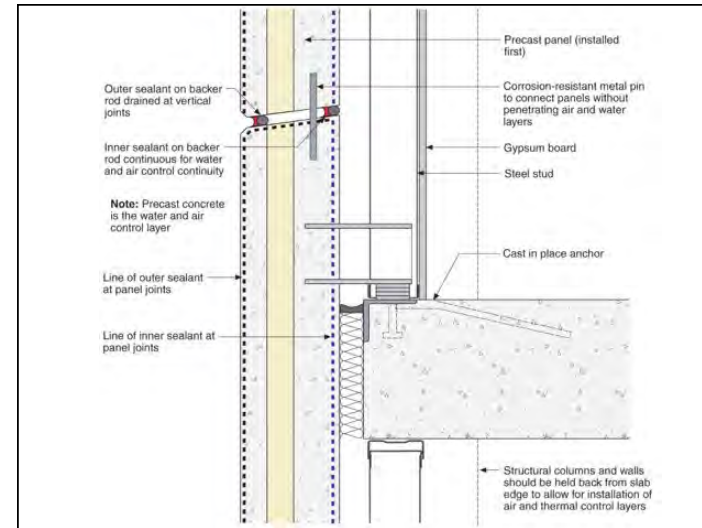 Outer sealant on backer
rod drained at vertical
joints
Inner sealant on backer
rod continuous for water
and air control continuity
Note: Precast concrete
is the water and air
control layer
Line of outer sealant
at panel joints
Line of inner sealant at
panel joints
Precast panel (installed
first)
Corrosion-resistant metal pin
to connect panels without
penetrating air and water
layers
Gypsum board
Steel stud
Cast in place anchor
Structural columns and walls
should be held back from slab
edge to allow for installation of
air and thermal control layers